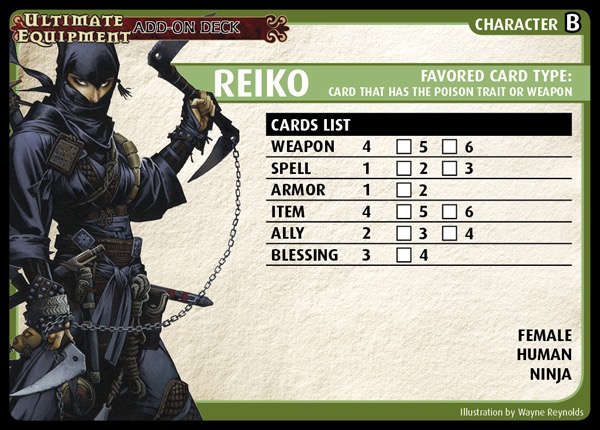 ULTIMATE
EQUIPMENT ADD-ON DECK
CHARACTER B
REIKO
FAVORED CARD TYPE:
CARD THAT HAS THE POISON TRAIT OR WEAPON
CARDS LIST
WEAPON 4 5 6
SPELL 1 2 3
ARMOR 1 2
ITEM 4 5 6
ALLY 2 3 4
BLESSING 3 4
FEMALE
HUMAN
NINJA
Illustration by Wayne Reynolds